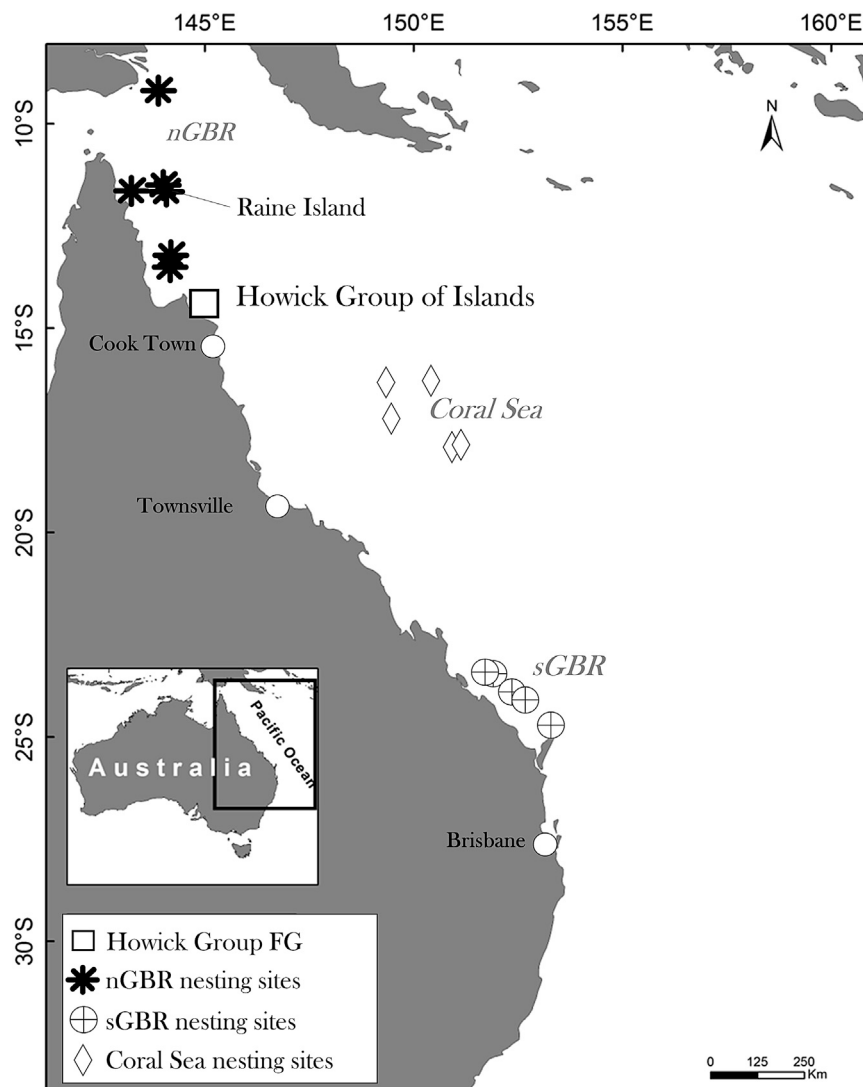 145°E
150°E
155°E
160°E
10°S
15°S
20°S
25°S
30°S
N
nGBR
Raine Island
Howick Group of Islands
Cook Town
Coral Sea
Townsville
sGBR
Brisbane
Pacific Ocean
Australia
Howick Group FG
nGBR nesting sites
sGBR nesting sites
Coral Sea nesting sites
0 125 250
Km